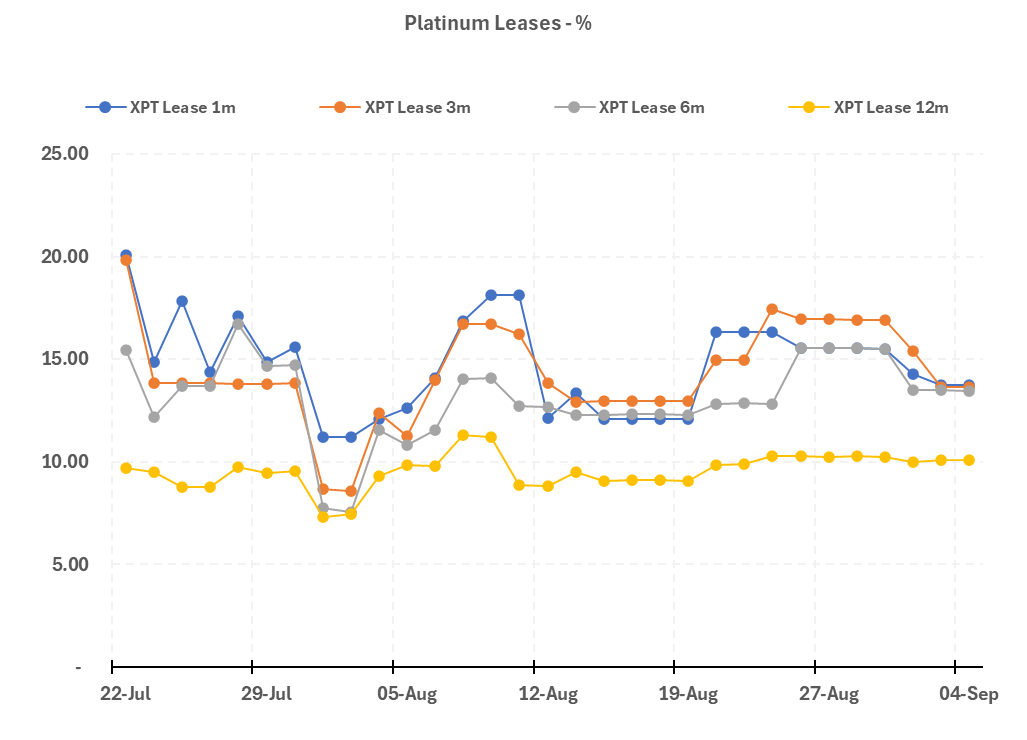 Platinum Leases - %
XPT Lease 1m XPT Lease 3m XPT Lease 6m XPT Lease 12m
25.00
20.00
15.00
10.00
5.00
-
22-Jul 29-Jul 05-Aug 12-Aug 19-Aug 27-Aug 04-Sep